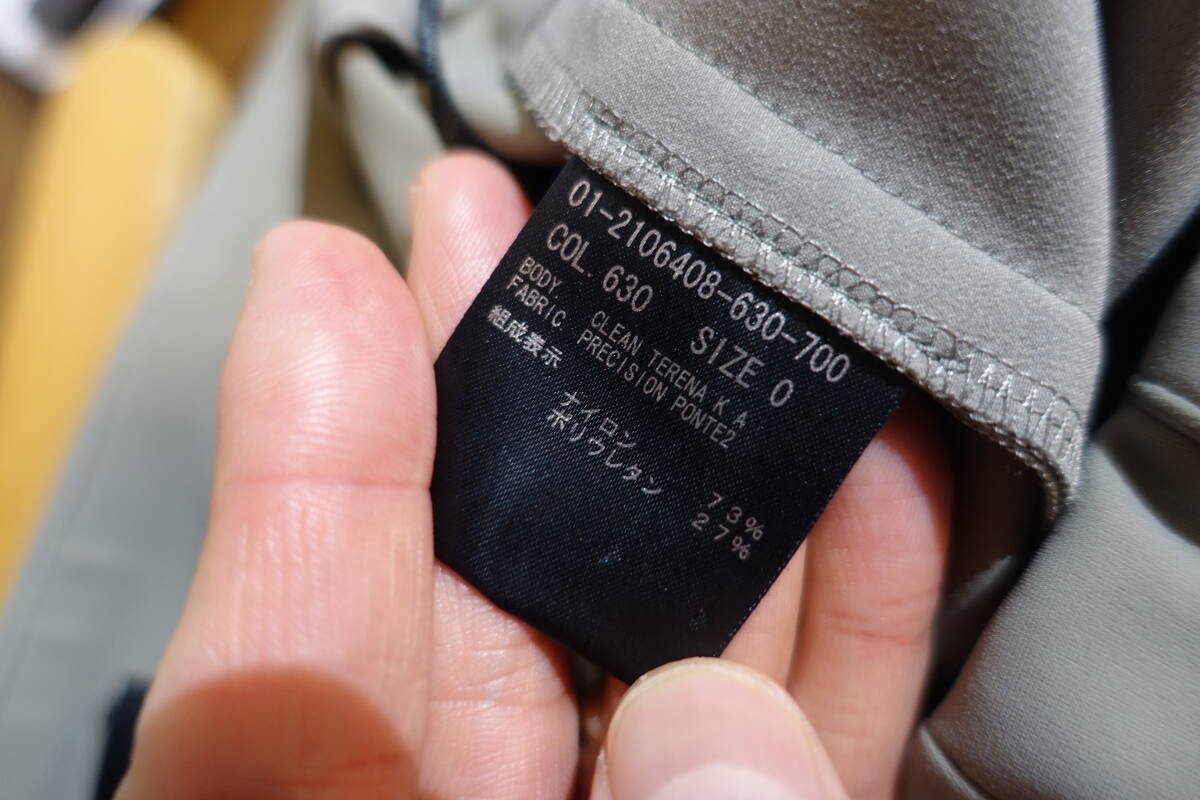 01-2106408-630-700
COL. 630 SIZE 0
BODY CLEAN TERENA K A
FABRIC PRECISION PONTE2
組成表示
ナイロン 73%
ポリウレタン 27%